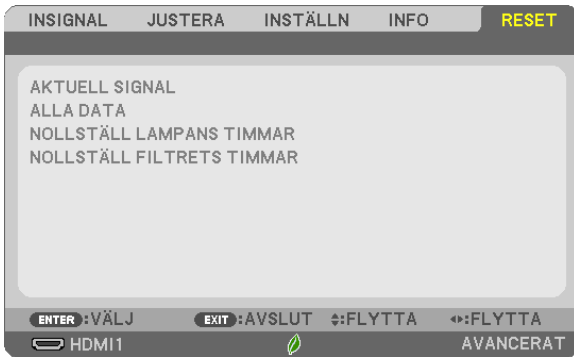 INSIGNAL JUSTERA INSTÄLLN INFO RESET
AKTUELL SIGNAL
ALLA DATA
NOLLSTÄLL LAMPANS TIMMAR
NOLLSTÄLL FILTRETS TIMMAR
ENTER :VÄLJ EXIT :AVSLUT :FLYTTA :FLYTTA
HDMI1 AVANCERAT